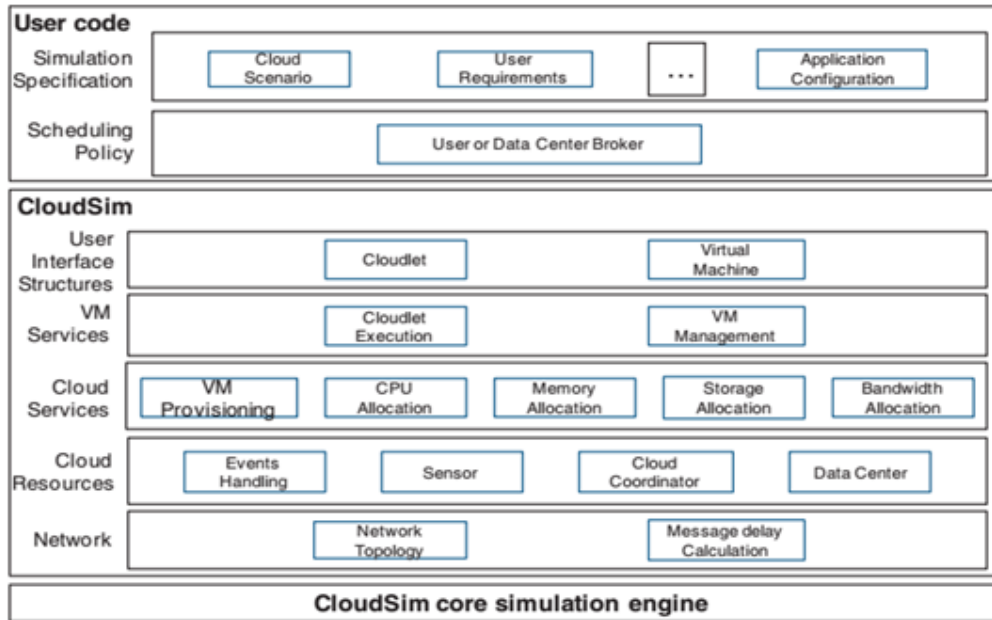 User code
Simulation
Specification
Cloud
Scenario
User
Requirements
...
Application
Configuration
Scheduling
Policy
User or Data Center Broker
CloudSim
User
Interface
Structures
Cloudlet
Virtual
Machine
VM
Services
Cloudlet
Execution
VM
Management
Cloud
Services
VM
Provisioning
CPU
Allocation
Memory
Allocation
Storage
Allocation
Bandwidth
Allocation
Cloud
Resources
Events
Handling
Sensor
Cloud
Coordinator
Data Center
Network
Network
Topology
Message delay
Calculation
CloudSim core simulation engine